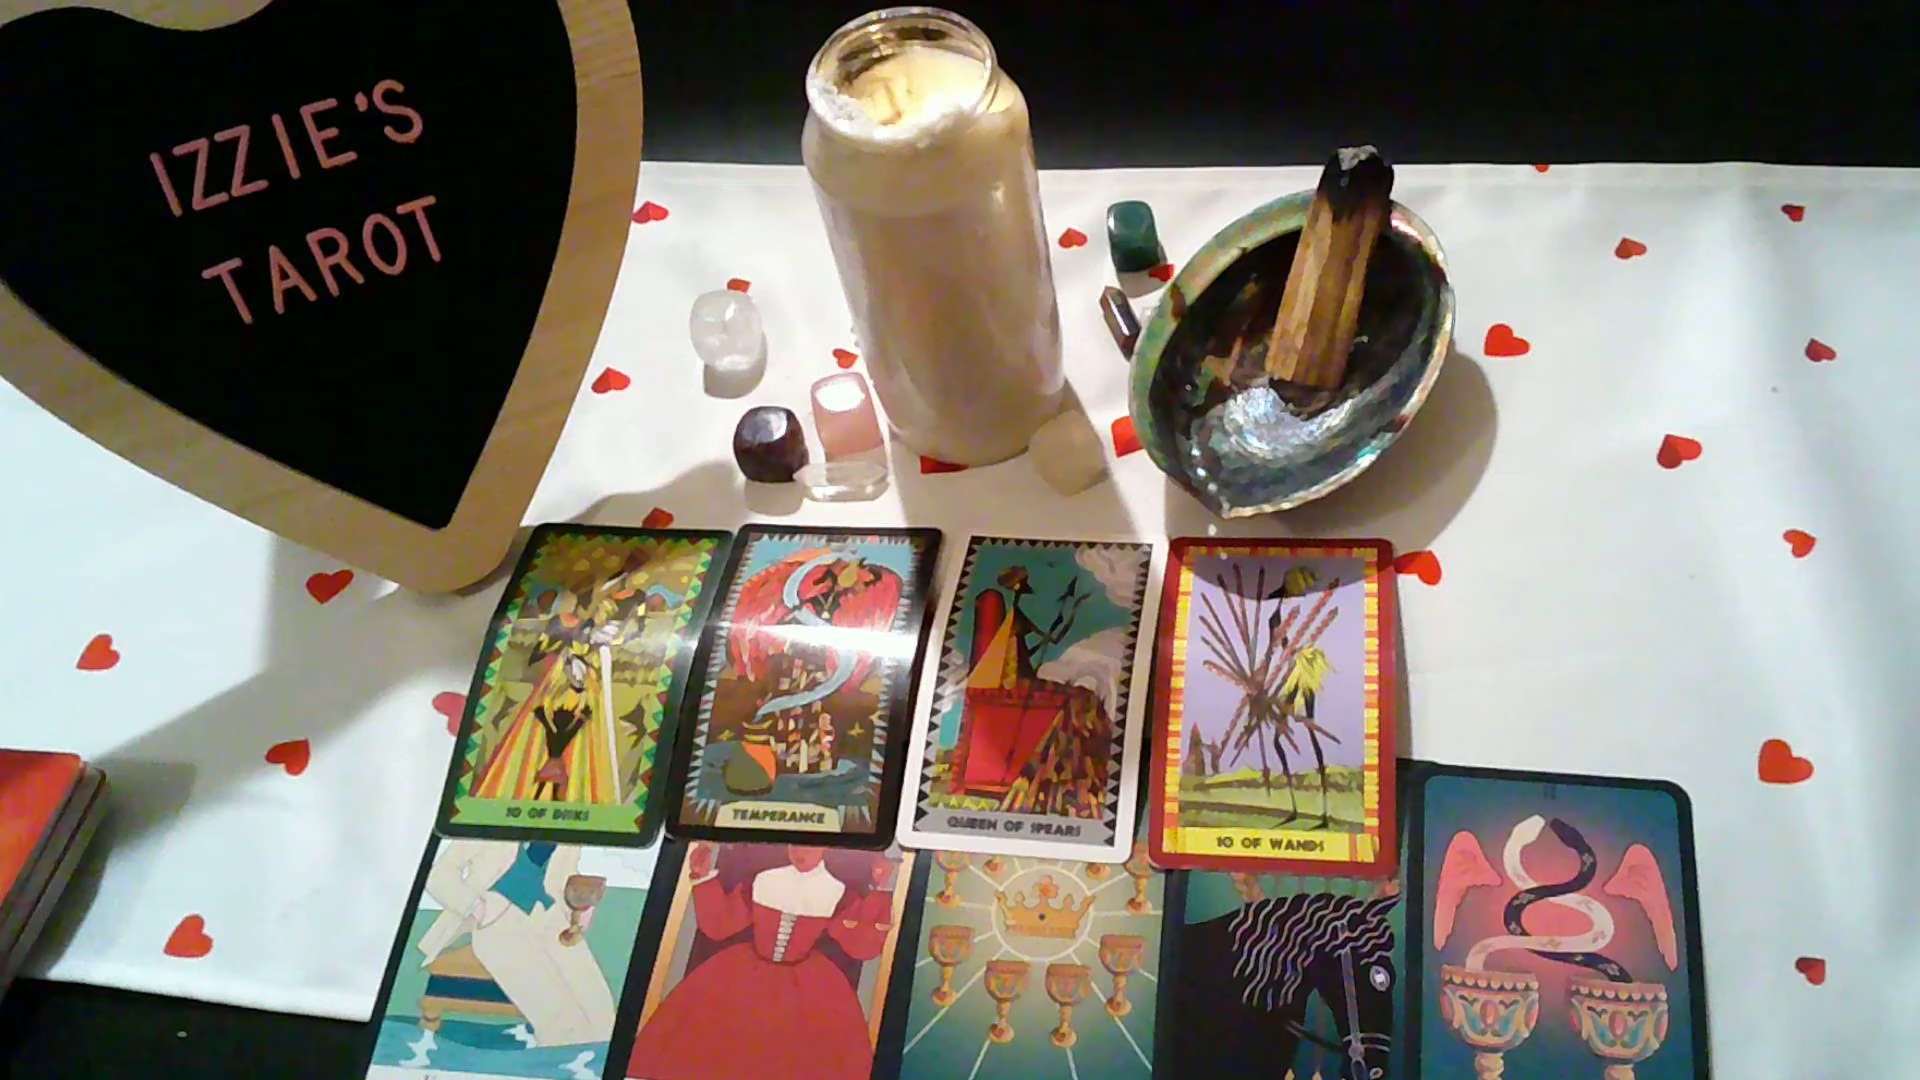 IZZIE'S
TAROT
10 OF DISKS
TEMPERANCE
QUEEN OF SPEARS
10 OF WANDS